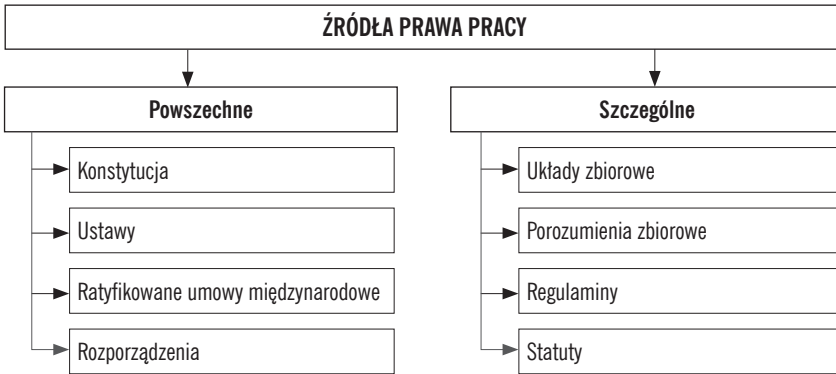 ŹRÓDŁA PRAWA PRACY
Powszechne
Konstytucja
Ustawy
Ratyfikowane umowy międzynarodowe
Rozporządzenia
Szczególne
Układy zbiorowe
Porozumienia zbiorowe
Regulaminy
Statuty